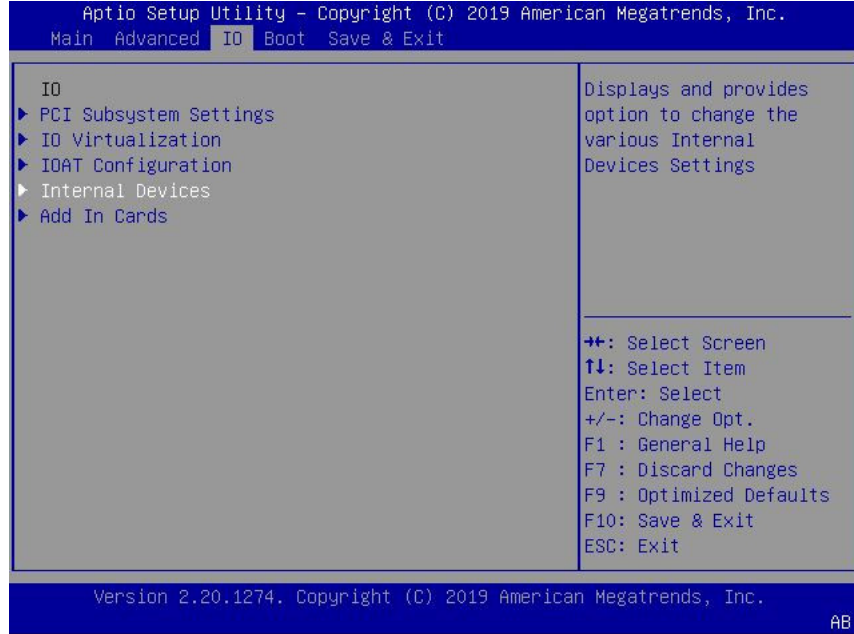 Aptio Setup Utility – Copyright (C) 2019 American Megatrends, Inc.
Main Advanced IO Boot Save & Exit
IO
▶ PCI Subsystem Settings
▶ IO Virtualization
▶ IOAT Configuration
▶ Internal Devices
▶ Add In Cards
Displays and provides
option to change the
various Internal
Devices Settings
→←: Select Screen
↑↓: Select Item
Enter: Select
+/-: Change Opt.
F1 : General Help
F7 : Discard Changes
F9 : Optimized Defaults
F10: Save & Exit
ESC: Exit
Version 2.20.1274. Copyright (C) 2019 American Megatrends, Inc.
AB